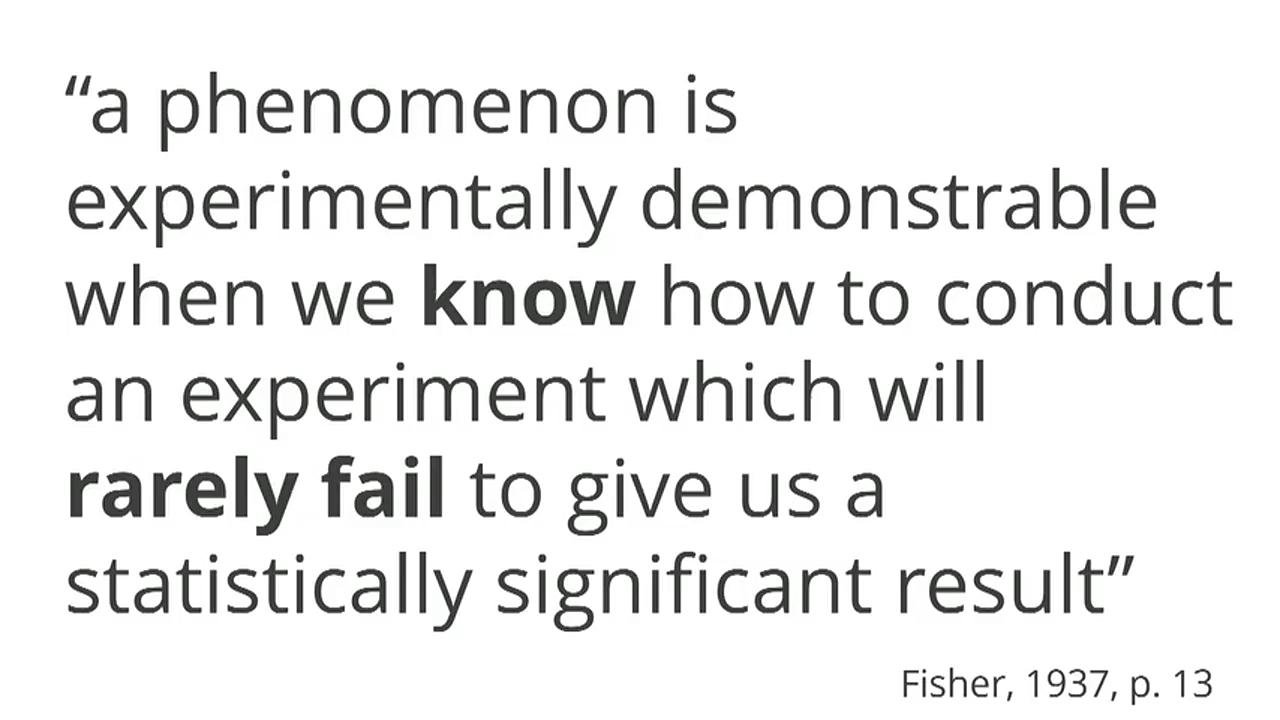 “a phenomenon is
experimentally demonstrable
when we know how to conduct
an experiment which will
rarely fail to give us a
statistically significant result”
Fisher, 1937, p. 13